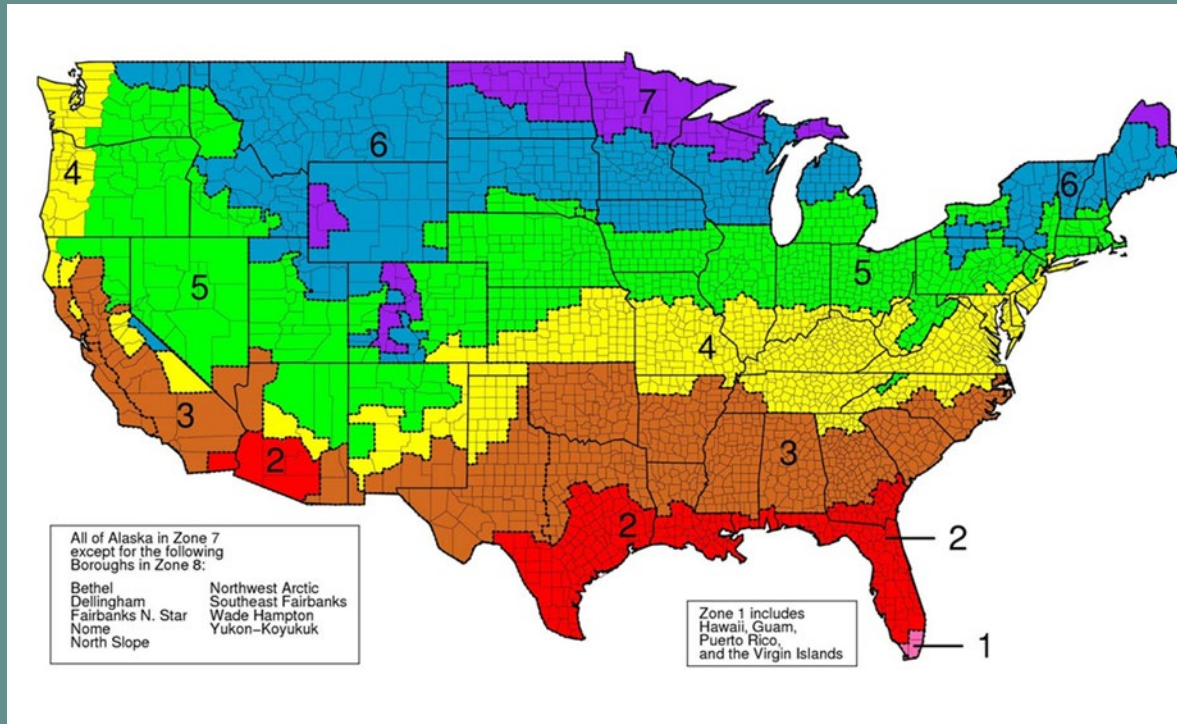 7
6
4
6
5
5
4
3
3
2
2
2
1
All of Alaska in Zone 7
except for the following
Boroughs in Zone 8:
Bethel
Dellingham
Fairbanks N. Star
Nome
North Slope
Northwest Arctic
Southeast Fairbanks
Wade Hampton
Yukon-Koyukuk
Zone 1 includes
Hawaii, Guam,
Puerto Rico,
and the Virgin Islands